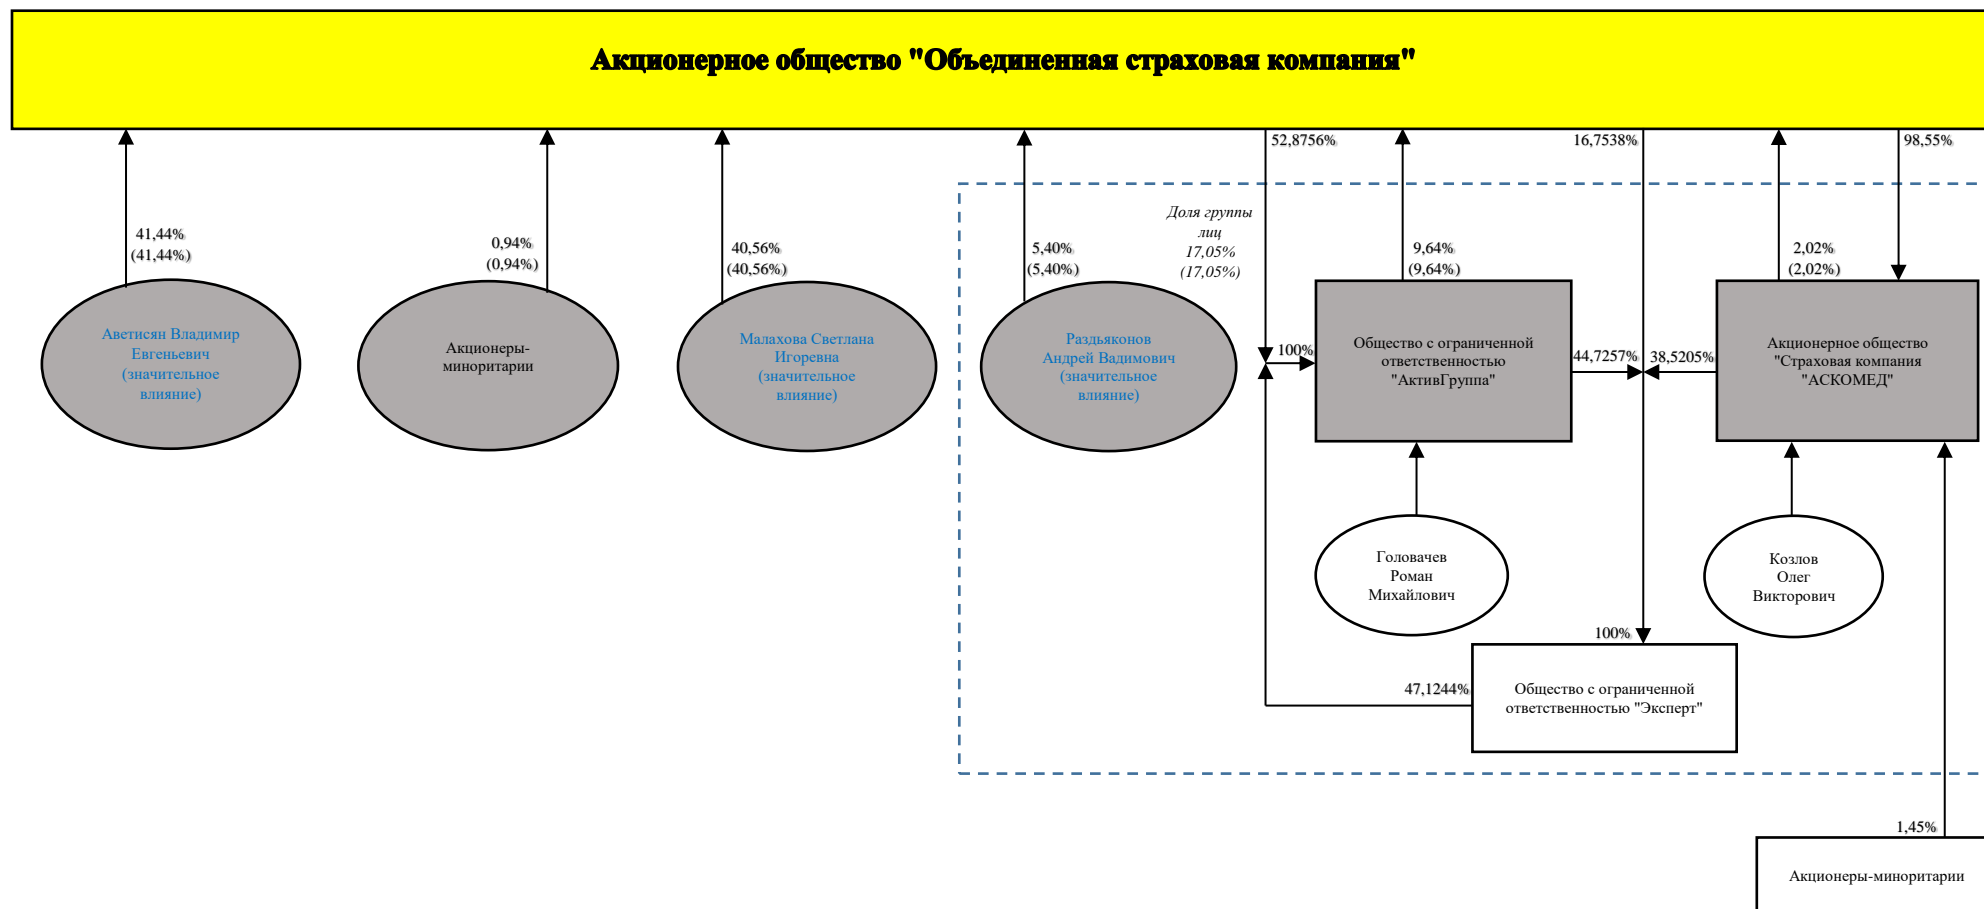 Акционерное общество "Объединенная страховая компания"
52,8756%
16,7538%
98,55%
41,44%
(41,44%)
0,94%
(0,94%)
40,56%
(40,56%)
5,40%
(5,40%)
Доля группы
лиц
17,05%
(17,05%)
9,64%
(9,64%)
2,02%
(2,02%)
Аветисян Владимир
Евгеньевич
(значительное
влияние)
Акционеры-
миноритарии
Малахова Светлана
Игоревна
(значительное
влияние)
Раздьяконов
Андрей Вадимович
(значительное
влияние)
100%
Общество с ограниченной
ответственностью
"АктивГруппа"
44,7257%
38,5205%
Акционерное общество
"Страховая компания
"АСКОМЕД"
Головачев
Роман
Михайлович
Козлов
Олег
Викторович
100%
47,1244%
Общество с ограниченной
ответственностью "Эксперт"
1,45%
Акционеры-миноритарии